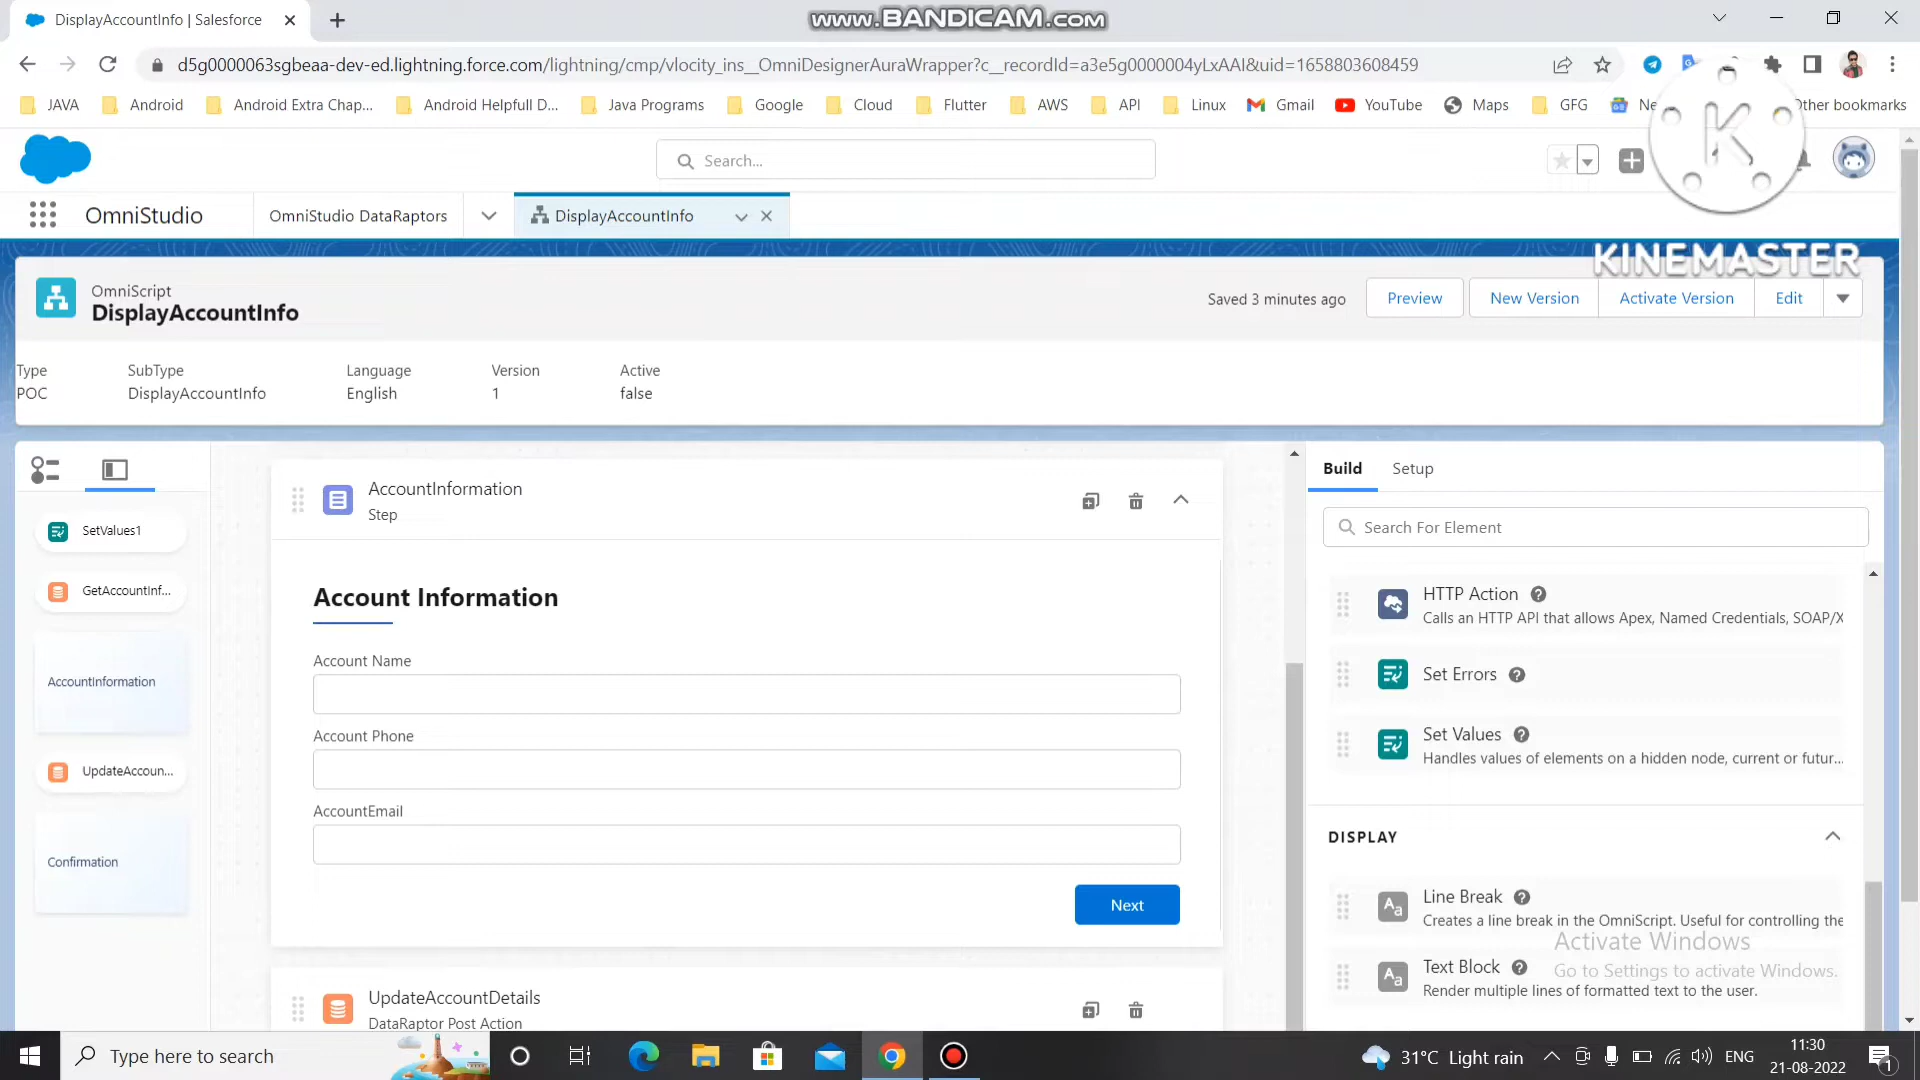 DisplayAccountInfo | Salesforce
www.BANDICAM.com
d5g0000063sgbeaa-dev-ed.lightning.force.com/lightning/cmp/vlocity_ins__OmniDesignerAuraWrapper?c__recordId=a3e5g0000004yLxAAI&uid=1658803608459
JAVA
Android
Android Extra Chap...
Android Helpfull D...
Java Programs
Google
Cloud
Flutter
AWS
API
Linux
Gmail
YouTube
Maps
GFG
Other bookmarks
Search...
K
KINEMASTER
OmniStudio
OmniStudio DataRaptors
DisplayAccountInfo
OmniScript
DisplayAccountInfo
Saved 3 minutes ago
Preview
New Version
Activate Version
Edit
Type
SubType
Language
Version
Active
POC
DisplayAccountInfo
English
1
false
SetValues1
GetAccountInf...
AccountInformation
UpdateAccoun...
Confirmation
AccountInformation
Step
Account Information
Account Name
Account Phone
AccountEmail
Next
UpdateAccountDetails
DataRaptor Post Action
Build
Setup
Search For Element
HTTP Action
Calls an HTTP API that allows Apex, Named Credentials, SOAP/X
Set Errors
Set Values
Handles values of elements on a hidden node, current or futur...
DISPLAY
Line Break
Creates a line break in the OmniScript. Useful for controlling the
Text Block
Render multiple lines of formatted text to the user.
Activate Windows
Go to Settings to activate Windows.
Type here to search
31°C Light rain
ENG
11:30
21-08-2022
1